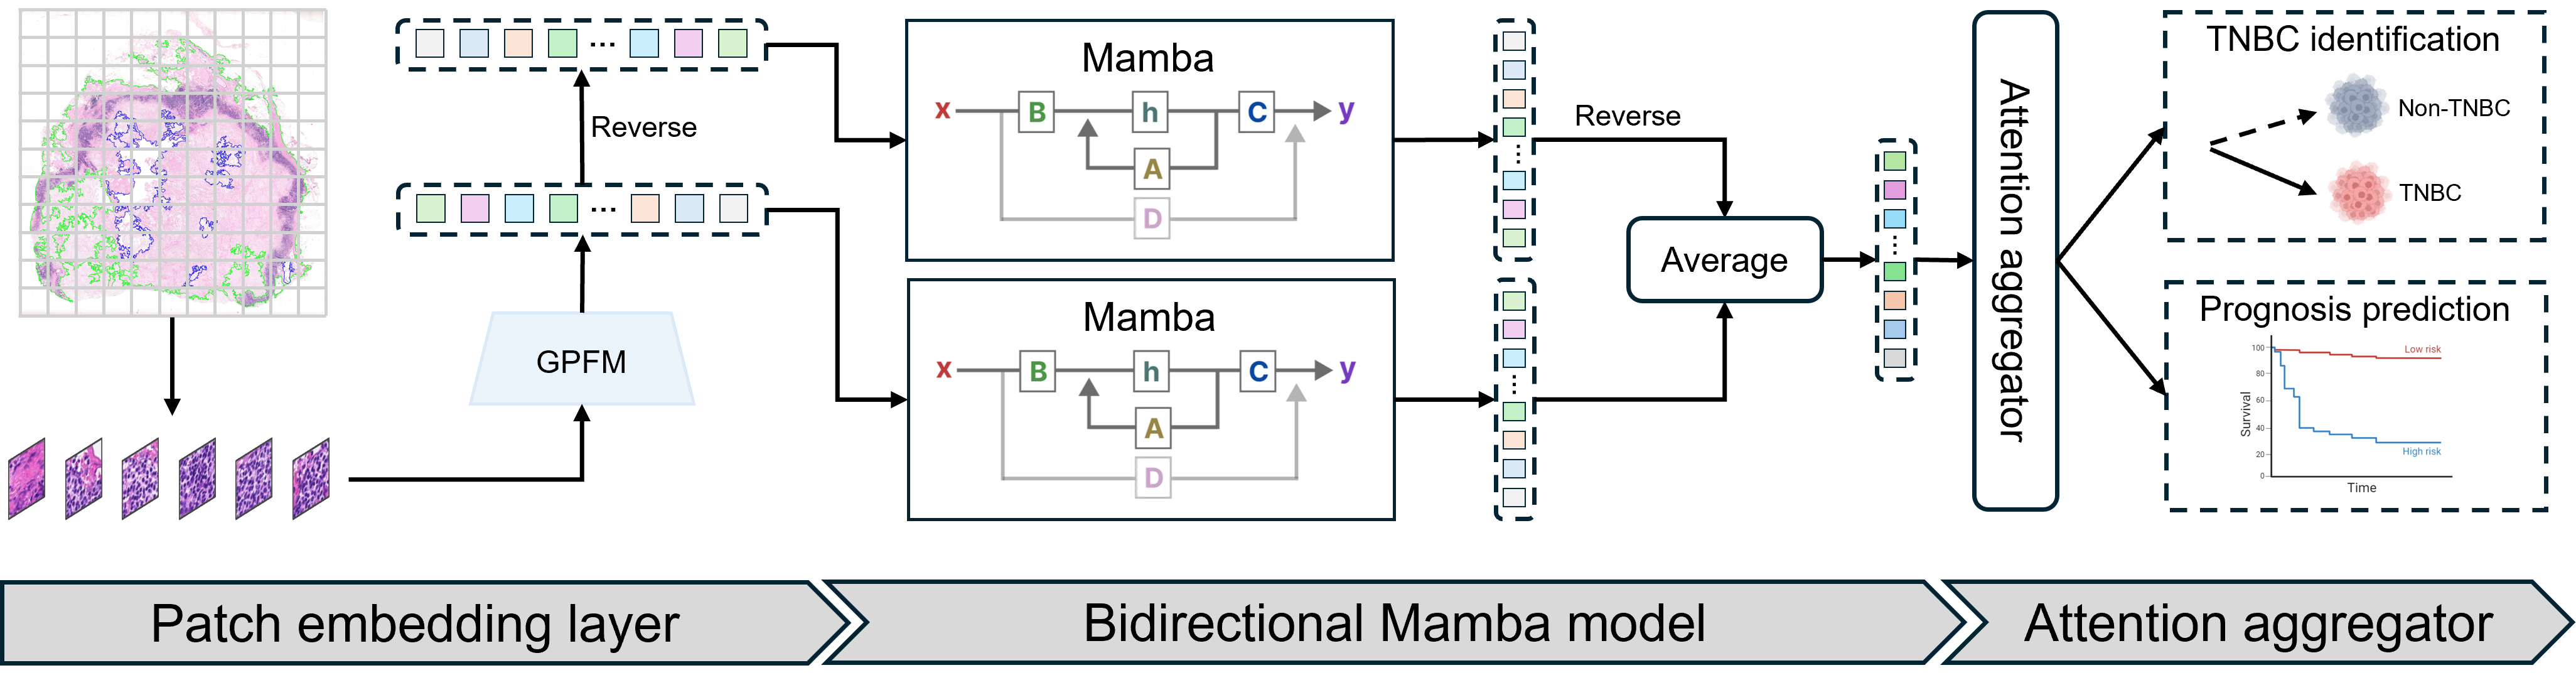 Reverse
GPFM
Mamba
x B h C y
A
D
Mamba
x B h C y
A
D
Reverse
Average
Attention aggregator
TNBC identification
Non-TNBC
TNBC
Prognosis prediction
100
80
60
40
20
0
Survival
Low risk
High risk
Time
Patch embedding layer
Bidirectional Mamba model
Attention aggregator